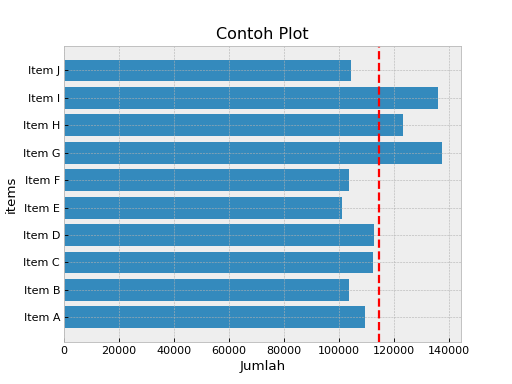 Contoh Plot
Item J
Item I
Item H
Item G
Item F
Item E
Item D
Item C
Item B
Item A
items
0 20000 40000 60000 80000 100000 120000 140000
Jumlah